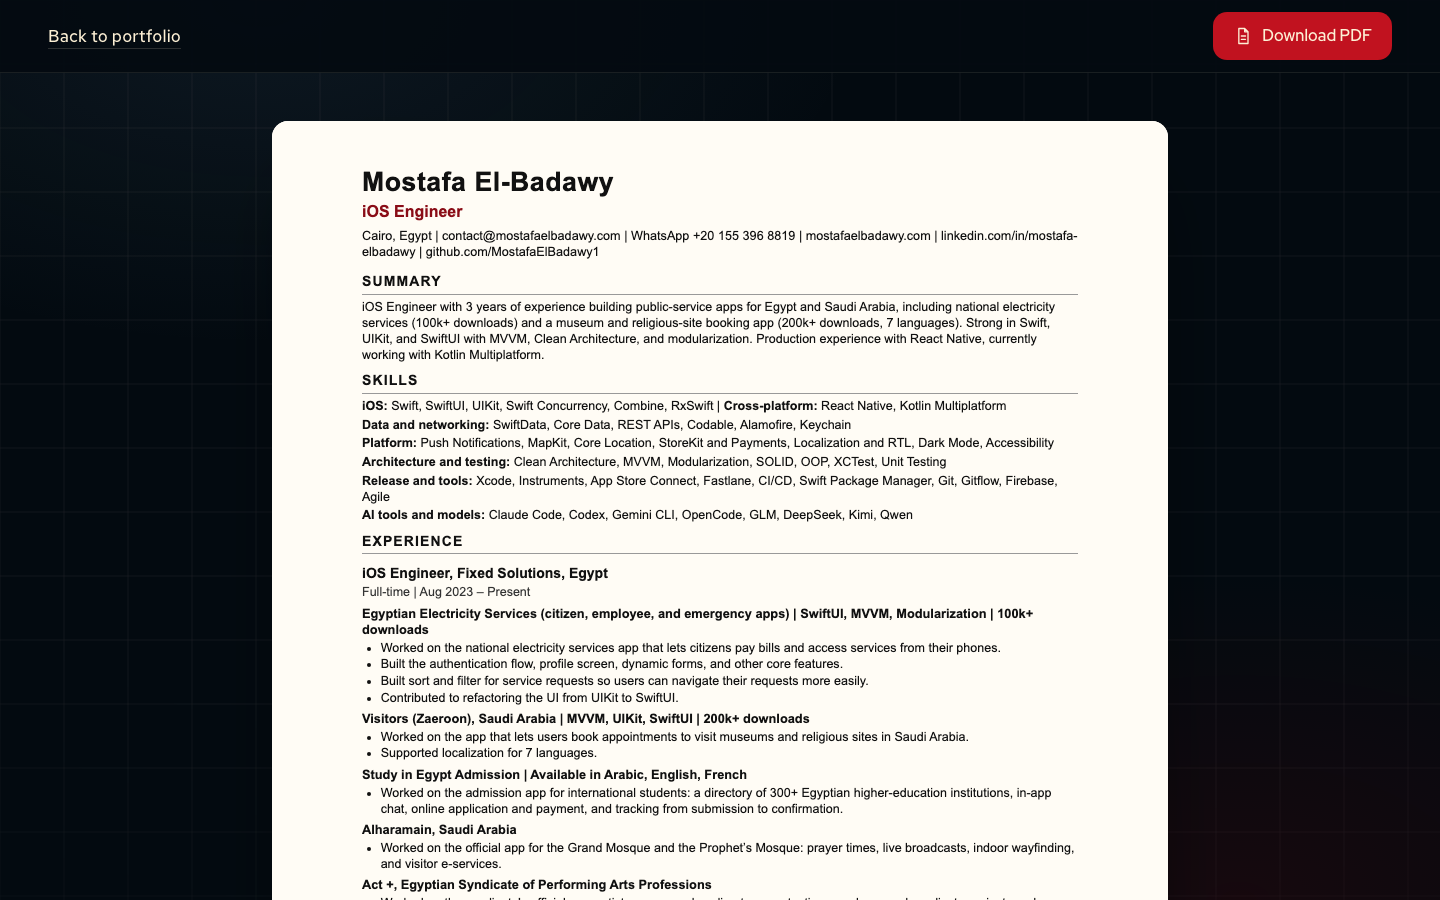 Back to portfolio
Download PDF
Mostafa El-Badawy
iOS Engineer
Cairo, Egypt | contact@mostafaelbadawy.com | WhatsApp +20 155 396 8819 | mostafaelbadawy.com | linkedin.com/in/mostafa-
elbadawy | github.com/MostafaElBadawy1
SUMMARY
iOS Engineer with 3 years of experience building public-service apps for Egypt and Saudi Arabia, including national electricity
services (100k+ downloads) and a museum and religious-site booking app (200k+ downloads, 7 languages). Strong in Swift,
UIKit, and SwiftUI with MVVM, Clean Architecture, and modularization. Production experience with React Native, currently
working with Kotlin Multiplatform.
SKILLS
iOS: Swift, SwiftUI, UIKit, Swift Concurrency, Combine, RxSwift | Cross-platform: React Native, Kotlin Multiplatform
Data and networking: SwiftData, Core Data, REST APIs, Codable, Alamofire, Keychain
Platform: Push Notifications, MapKit, Core Location, StoreKit and Payments, Localization and RTL, Dark Mode, Accessibility
Architecture and testing: Clean Architecture, MVVM, Modularization, SOLID, OOP, XCTest, Unit Testing
Release and tools: Xcode, Instruments, App Store Connect, Fastlane, CI/CD, Swift Package Manager, Git, Gitflow, Firebase,
Agile
AI tools and models: Claude Code, Codex, Gemini CLI, OpenCode, GLM, DeepSeek, Kimi, Qwen
EXPERIENCE
iOS Engineer, Fixed Solutions, Egypt
Full-time | Aug 2023 – Present
Egyptian Electricity Services (citizen, employee, and emergency apps) | SwiftUI, MVVM, Modularization | 100k+
downloads
• Worked on the national electricity services app that lets citizens pay bills and access services from their phones.
• Built the authentication flow, profile screen, dynamic forms, and other core features.
• Built sort and filter for service requests so users can navigate their requests more easily.
• Contributed to refactoring the UI from UIKit to SwiftUI.
Visitors (Zaeroon), Saudi Arabia | MVVM, UIKit, SwiftUI | 200k+ downloads
• Worked on the app that lets users book appointments to visit museums and religious sites in Saudi Arabia.
• Supported localization for 7 languages.
Study in Egypt Admission | Available in Arabic, English, French
• Worked on the admission app for international students: a directory of 300+ Egyptian higher-education institutions, in-app
chat, online application and payment, and tracking from submission to confirmation.
Alharamain, Saudi Arabia
• Worked on the official app for the Grand Mosque and the Prophet’s Mosque: prayer times, live broadcasts, indoor wayfinding,
and visitor e-services.
Act +, Egyptian Syndicate of Performing Arts Professions